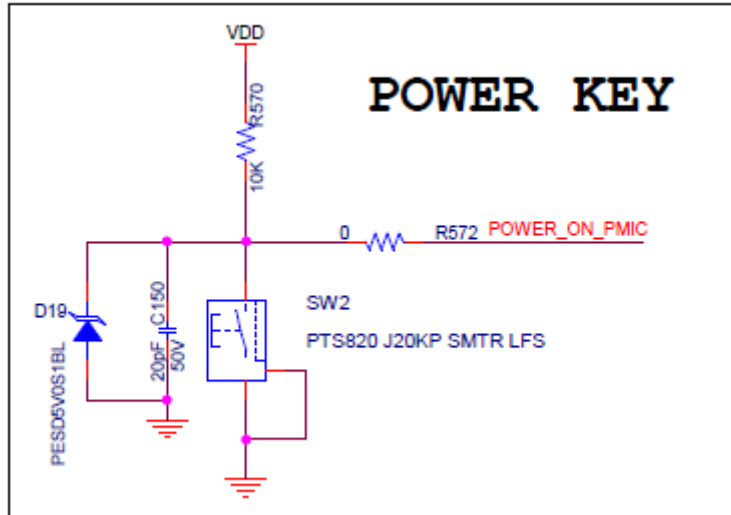 VDD
POWER KEY
R570
10K
0
R572
POWER_ON_PMIC
D19
C150
20pF
50V
PESD5V0S1BL
SW2
PTS820 J20KP SMTR LFS